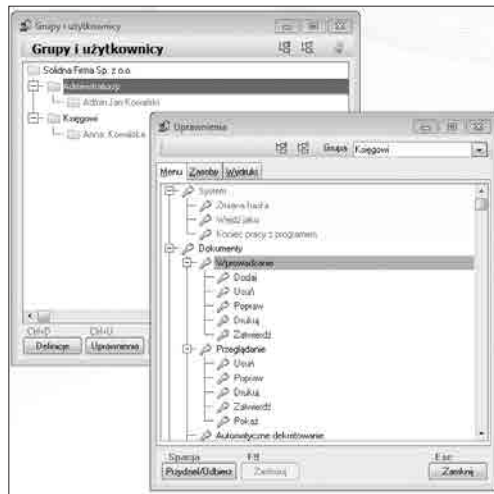 Grupy i użytkownicy
Grupy i użytkownicy
Solidna Firma Sp. z o.o.
Administratorzy
Admin: Jan Kowalski
Księgowi
Anna: Kowalska
Ctrl+D Ctrl+U
Definicje Uprawnienia
Uprawnienia
Grupa Księgowi
Menu Zasoby Wydruki
System
Zmiana hasła
Wejdź jako
Koniec pracy z programem
Dokumenty
Wprowadzanie
Dodaj
Usuń
Popraw
Drukuj
Zatwierdź
Przeglądanie
Usuń
Popraw
Drukuj
Zatwierdź
Pokaż
Automatyczne dekretowanie
Spacja F8 Esc
Przydziel/Odbierz Zastosuj Zamknij